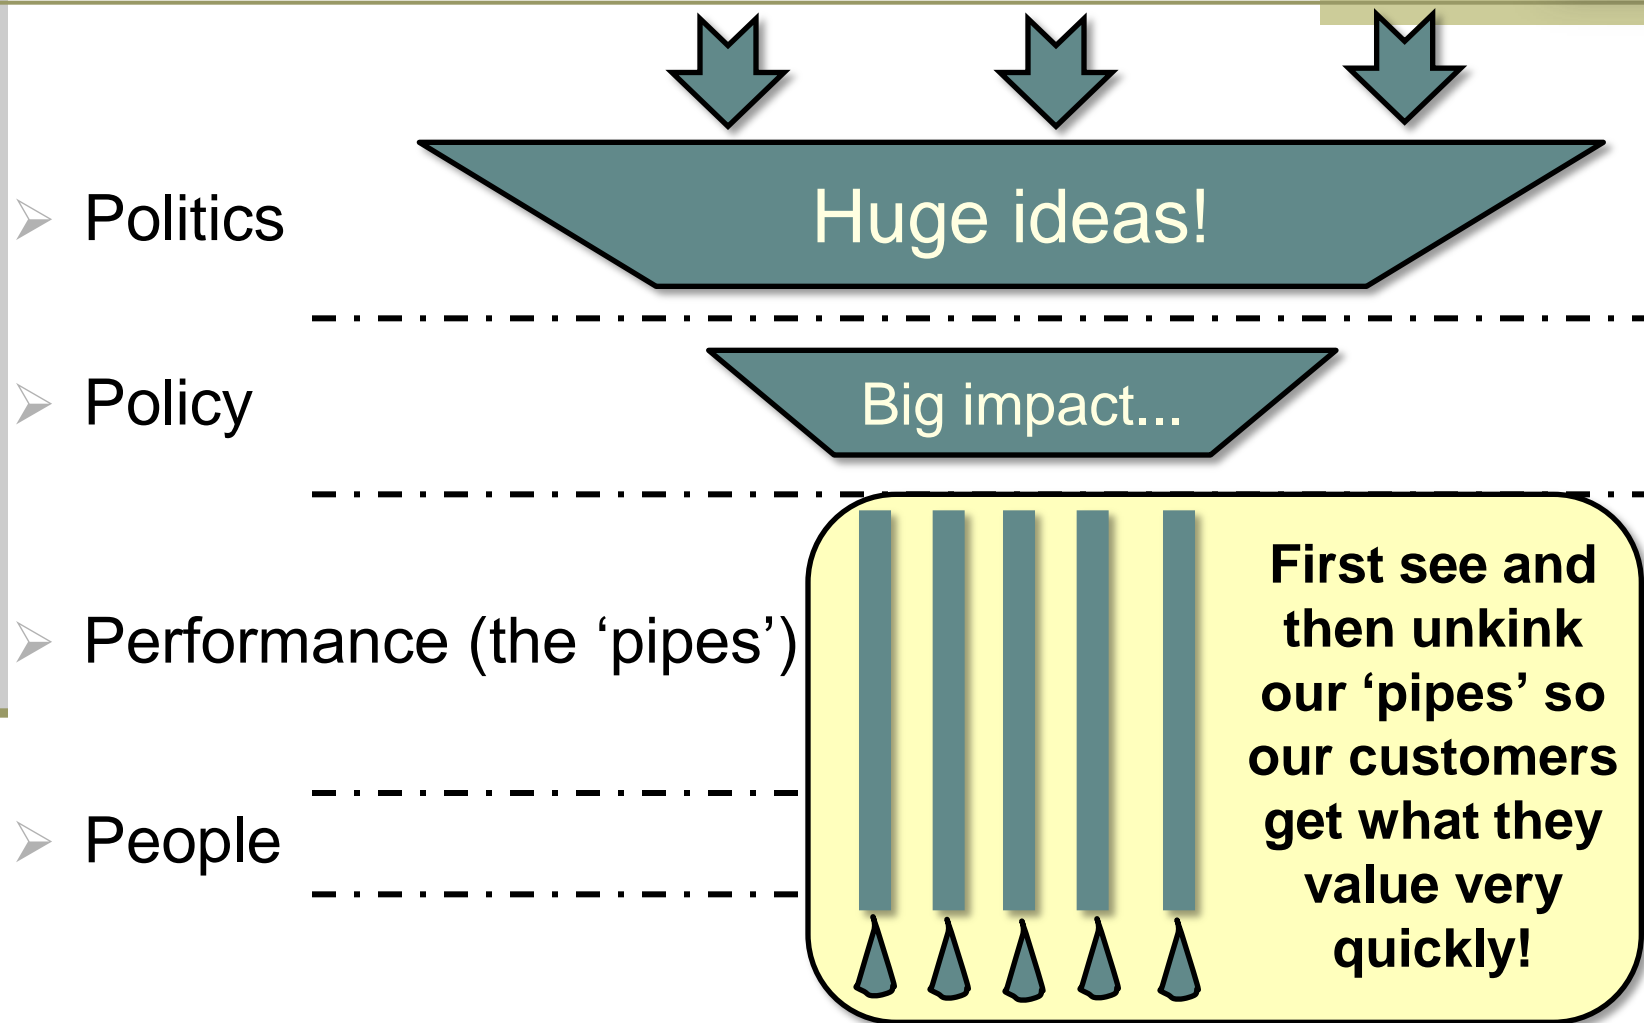 Politics
Huge ideas!
Policy
Big impact...
Performance (the ‘pipes’)
People
First see and
then unkink
our ‘pipes’ so
our customers
get what they
value very
quickly!